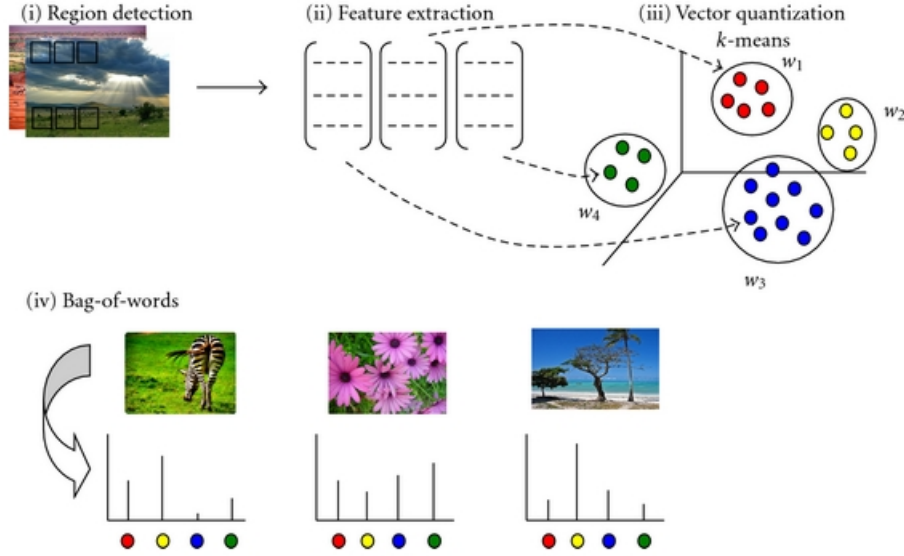 (i) Region detection
(ii) Feature extraction
(iii) Vector quantization
k-means
w1
w2
w4
w3
(iv) Bag-of-words